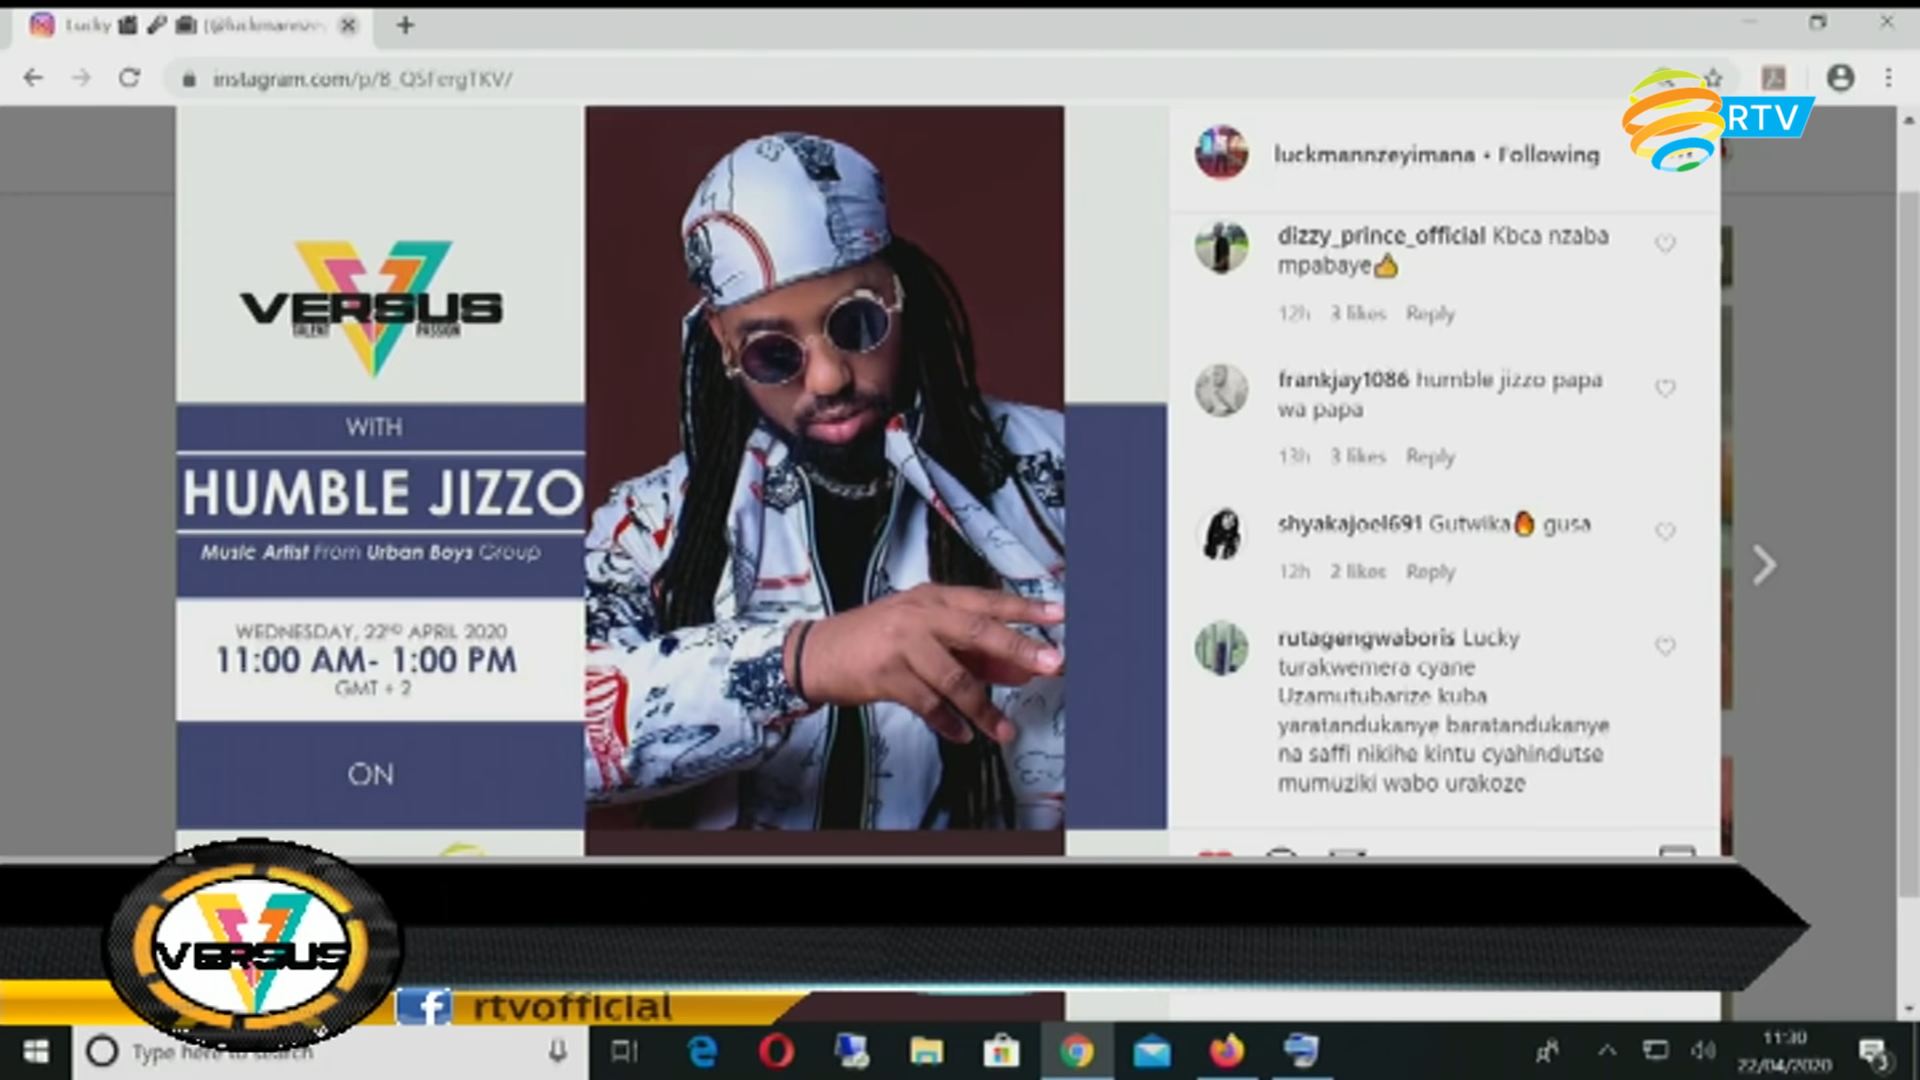 Lucky
instagram.com/p/B_QSFergTKV/
RTV
luckmannzeyimana • Following
VERSUS
TALENT PASSION
WITH
HUMBLE JIZZO
Music Artist From Urban Boys Group
WEDNESDAY, 22ND APRIL 2020
11:00 AM- 1:00 PM
GMT + 2
ON
dizzy_prince_official Kbca nzaba
mpabaye👍
12h 3 likes Reply
frankjay1086 humble jizzo papa
wa papa
13h 3 likes Reply
shyakajoel691 Gutwika🔥 gusa
12h 2 likes Reply
rutagengwaboris Lucky
turakwemera cyane
Uzamutubarize kuba
yaratandukanye baratandukanye
na saffi nikihe kintu cyahindutse
mumuziki wabo urakoze
VERSUS
f rtvofficial
Type here to search
11:30
22/04/2020
3